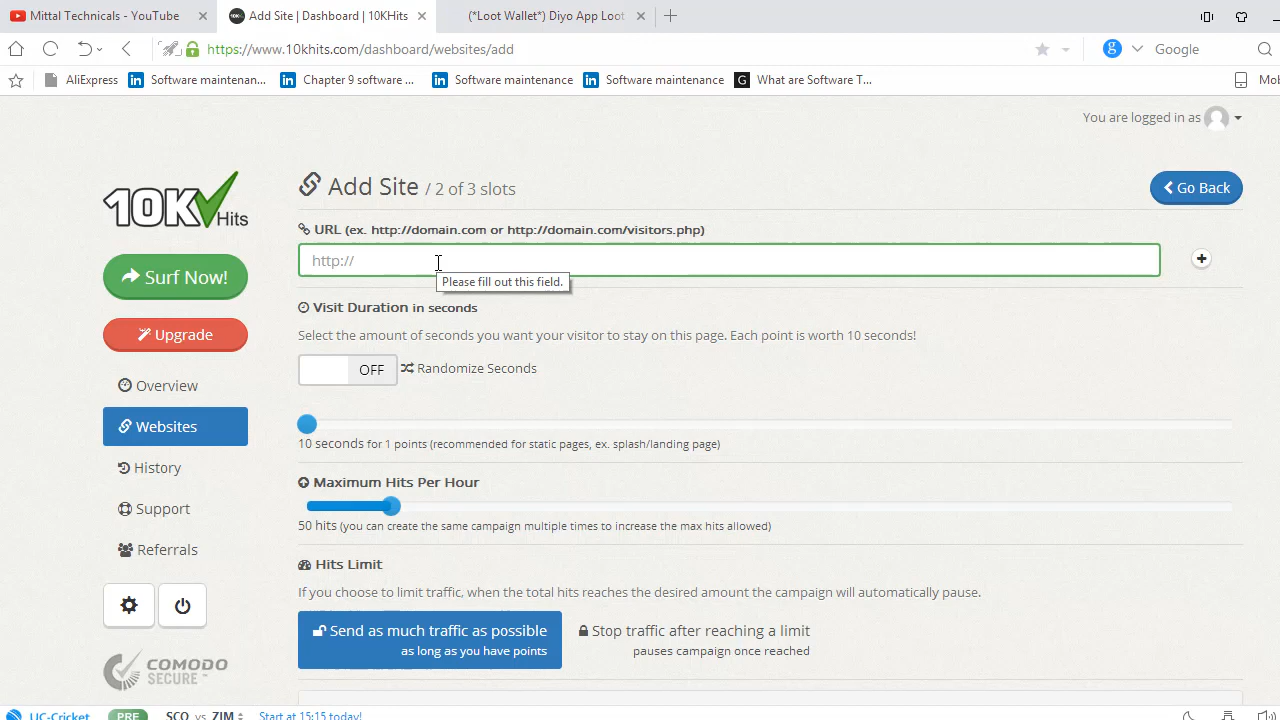 Mittal Technicals - YouTube
Add Site | Dashboard | 10KHits
(*Loot Wallet*) Diyo App Loot
https://www.10khits.com/dashboard/websites/add
g
Google
AliExpress
in Software maintenan...
in Chapter 9 software ...
in Software maintenance
in Software maintenance
G What are Software T...
You are logged in as
10K Hits
Add Site / 2 of 3 slots
Go Back
URL (ex. http://domain.com or http://domain.com/visitors.php)
http://
Please fill out this field.
Surf Now!
Upgrade
Overview
Websites
History
Support
Referrals
COMODO
SECURE™
Visit Duration in seconds
Select the amount of seconds you want your visitor to stay on this page. Each point is worth 10 seconds!
OFF
Randomize Seconds
10 seconds for 1 points (recommended for static pages, ex. splash/landing page)
Maximum Hits Per Hour
50 hits (you can create the same campaign multiple times to increase the max hits allowed)
Hits Limit
If you choose to limit traffic, when the total hits reaches the desired amount the campaign will automatically pause.
Send as much traffic as possible
as long as you have points
Stop traffic after reaching a limit
pauses campaign once reached
UC-Cricket
PRE
SCO vs ZIM
Start at 15:15 today!